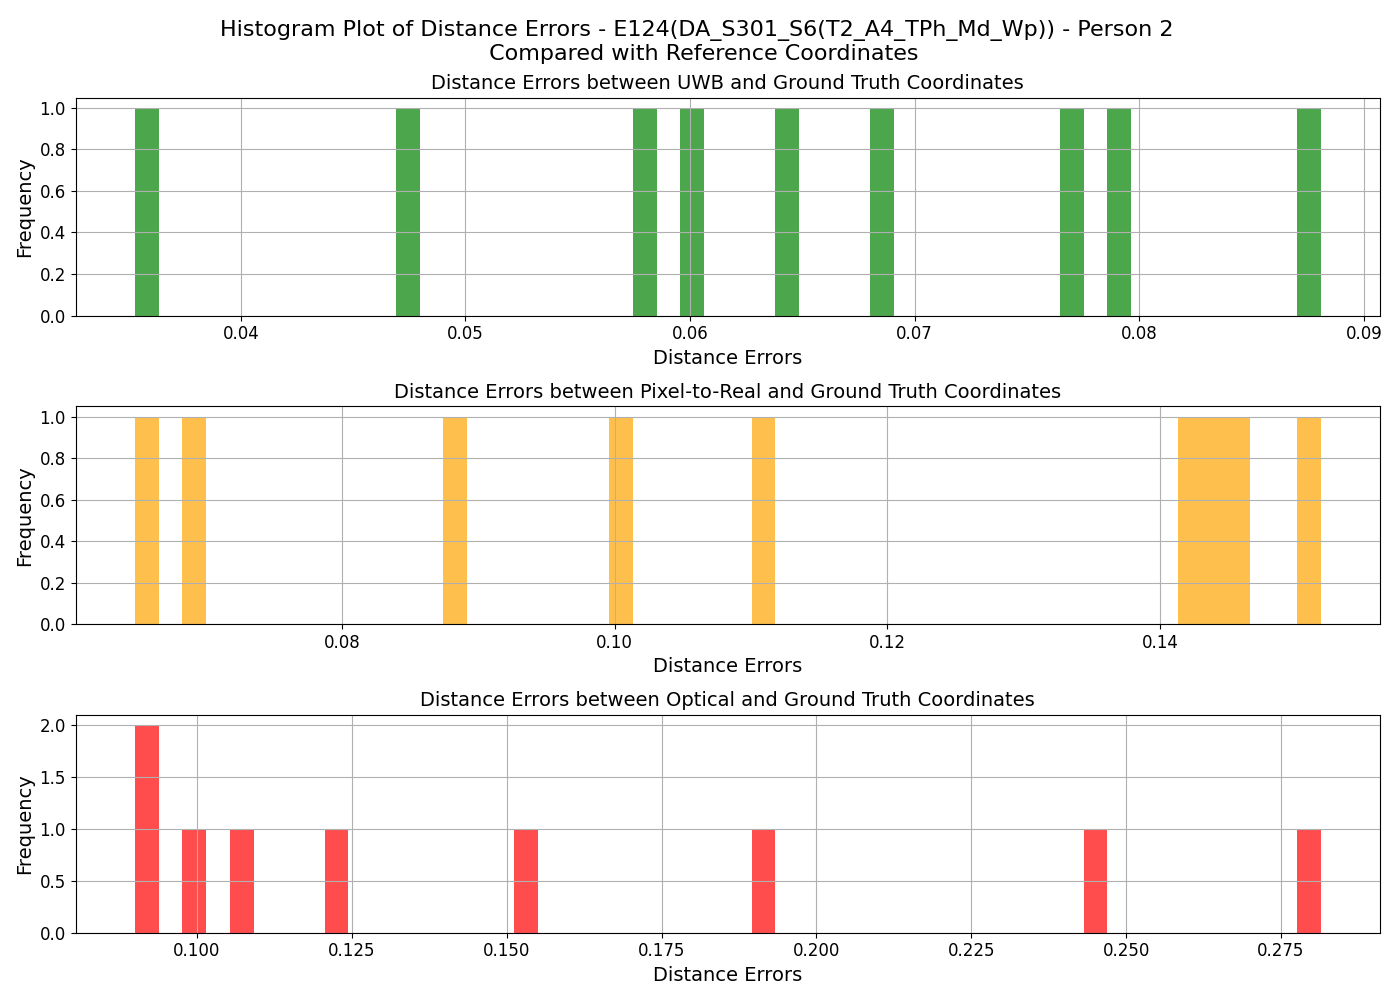 Histogram Plot of Distance Errors - E124(DA_S301_S6(T2_A4_TPh_Md_Wp)) - Person 2
Compared with Reference Coordinates
Distance Errors between UWB and Ground Truth Coordinates
Frequency
1.0
0.8
0.6
0.4
0.2
0.0
0.04 0.05 0.06 0.07 0.08 0.09
Distance Errors
Distance Errors between Pixel-to-Real and Ground Truth Coordinates
Frequency
1.0
0.8
0.6
0.4
0.2
0.0
0.08 0.10 0.12 0.14
Distance Errors
Distance Errors between Optical and Ground Truth Coordinates
Frequency
2.0
1.5
1.0
0.5
0.0
0.100 0.125 0.150 0.175 0.200 0.225 0.250 0.275
Distance Errors